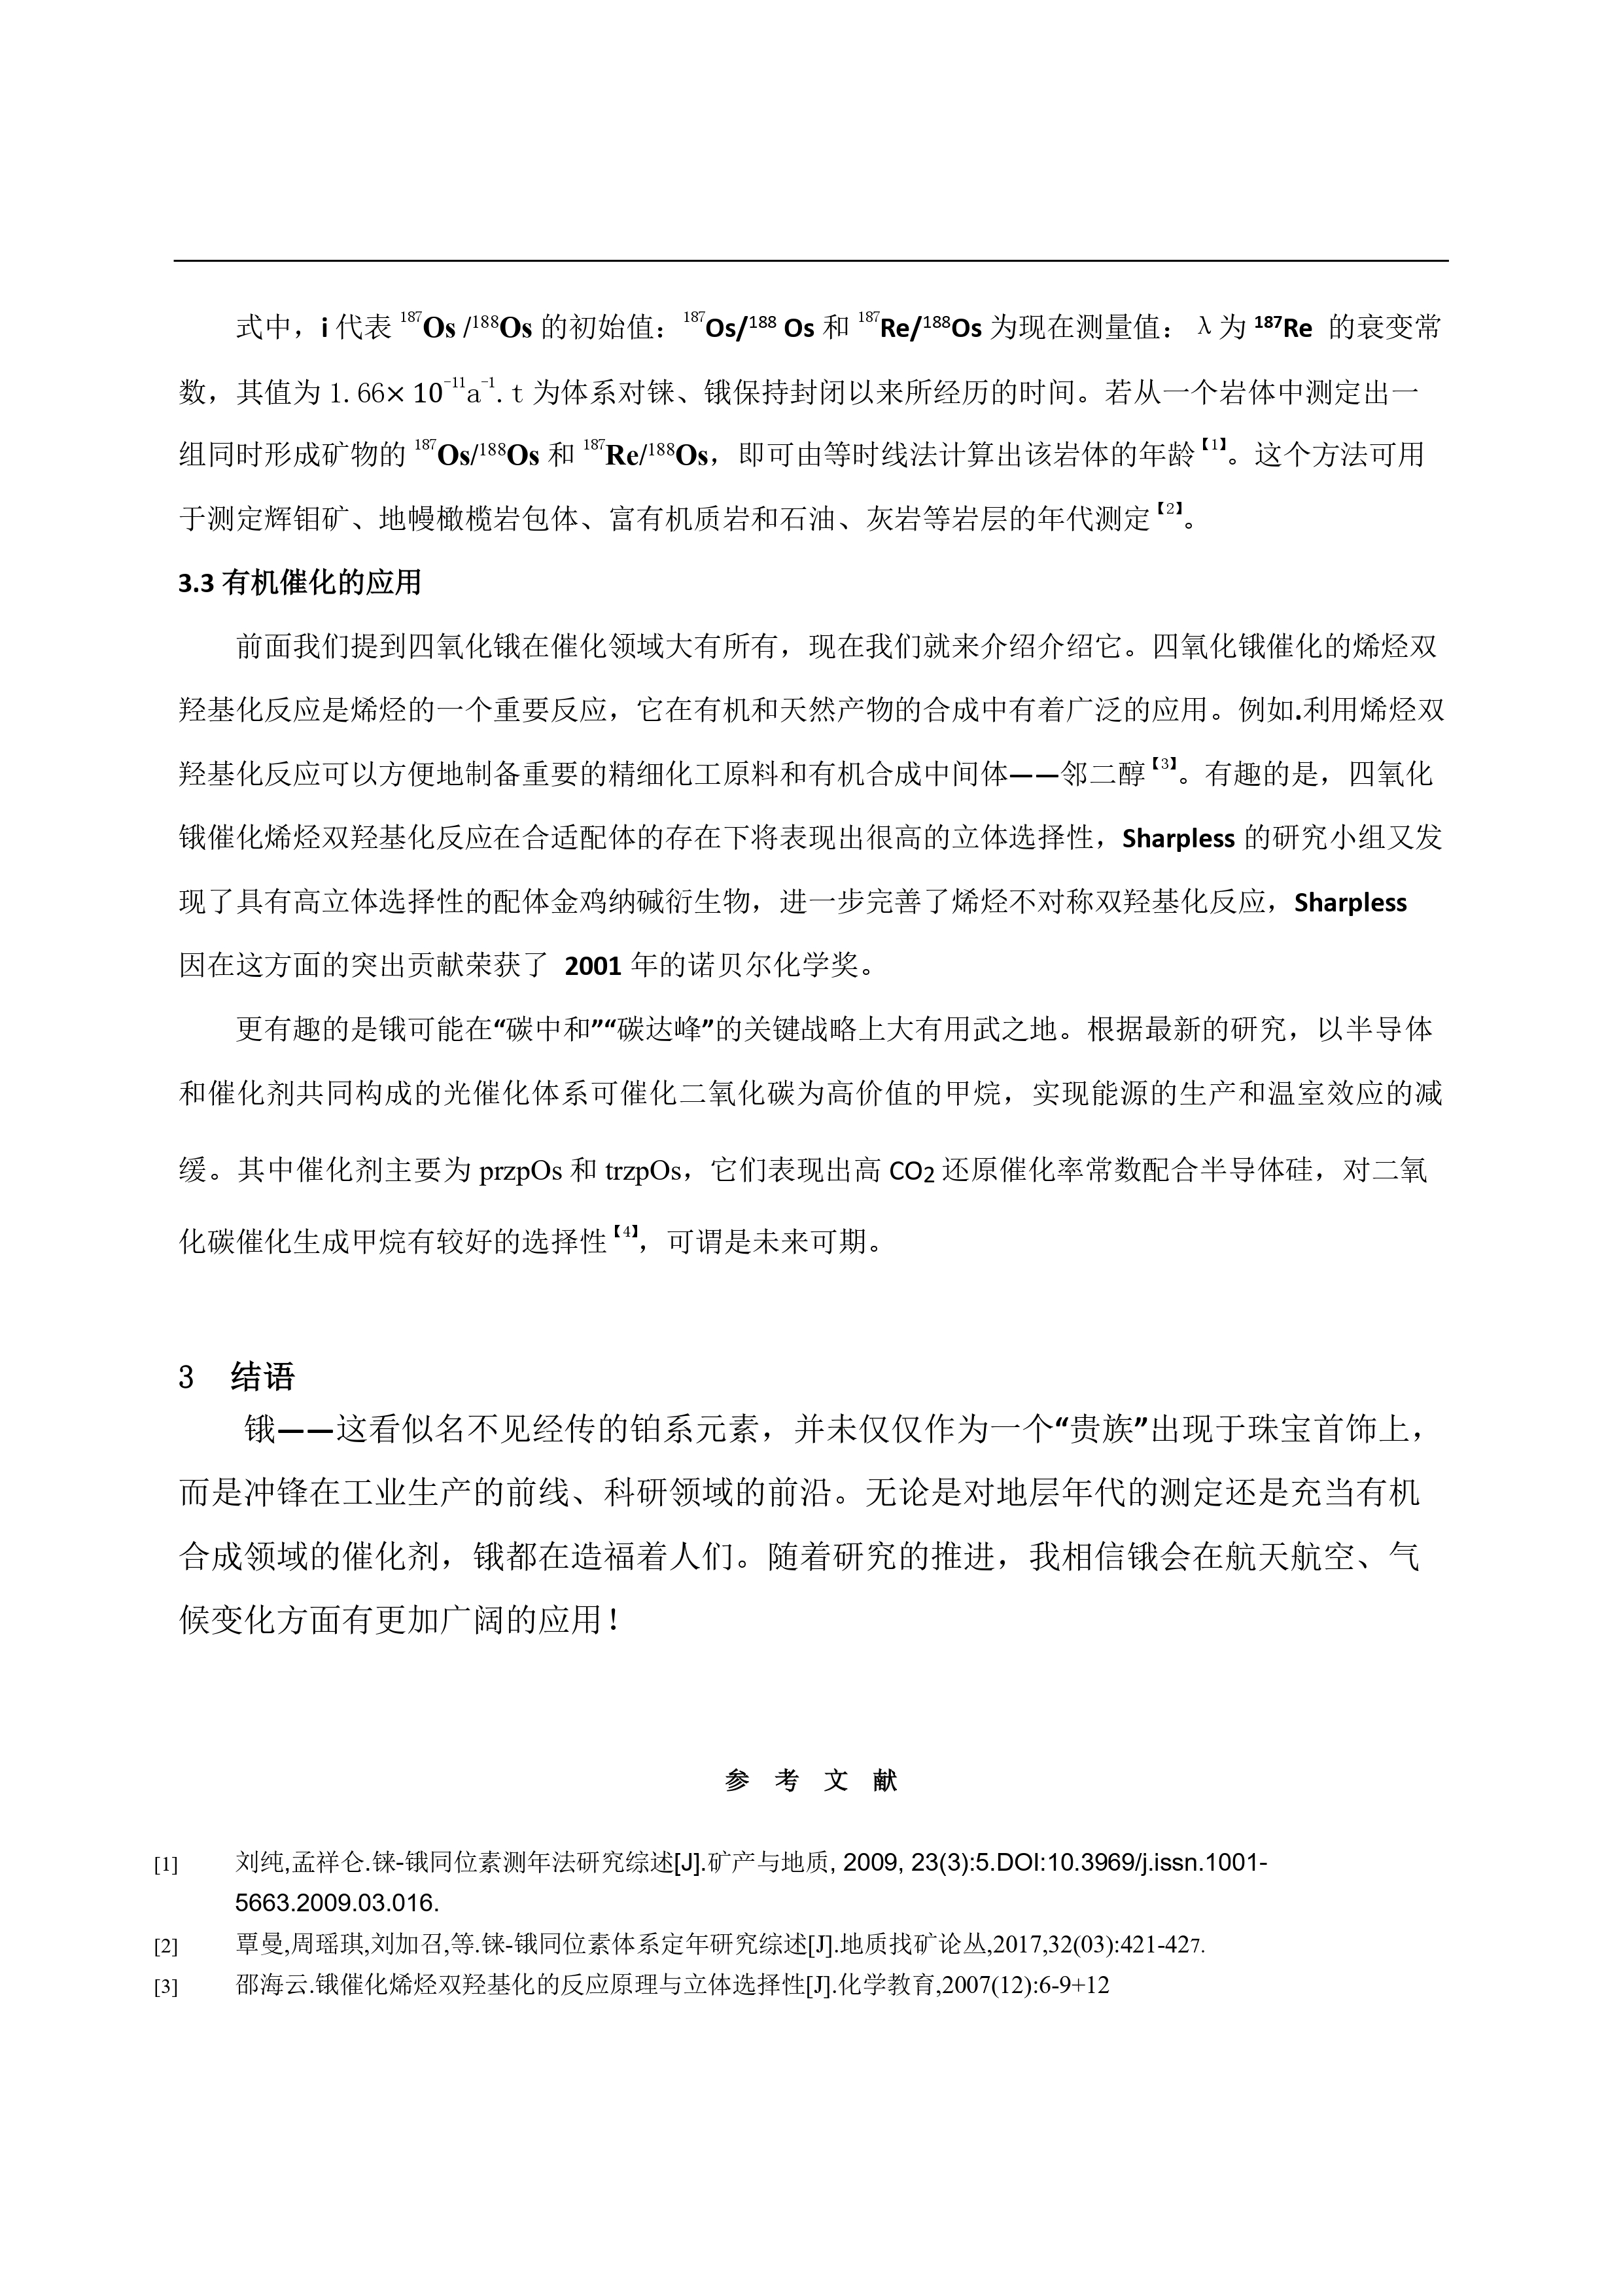 式中，i 代表 ¹⁸⁷Os /¹⁸⁸Os 的初始值：¹⁸⁷Os/¹⁸⁸ Os 和 ¹⁸⁷Re/¹⁸⁸Os 为现在测量值： λ为 ¹⁸⁷Re 的衰变常
数，其值为 1.66× 10⁻¹¹a⁻¹. t 为体系对铼、锇保持封闭以来所经历的时间。若从一个岩体中测定出一
组同时形成矿物的 ¹⁸⁷Os/¹⁸⁸Os 和 ¹⁸⁷Re/¹⁸⁸Os，即可由等时线法计算出该岩体的年龄【1】。这个方法可用
于测定辉钼矿、地幔橄榄岩包体、富有机质岩和石油、灰岩等岩层的年代测定【2】。
3.3 有机催化的应用
前面我们提到四氧化锇在催化领域大有所有，现在我们就来介绍介绍它。四氧化锇催化的烯烃双
羟基化反应是烯烃的一个重要反应，它在有机和天然产物的合成中有着广泛的应用。例如.利用烯烃双
羟基化反应可以方便地制备重要的精细化工原料和有机合成中间体——邻二醇【3】。有趣的是，四氧化
锇催化烯烃双羟基化反应在合适配体的存在下将表现出很高的立体选择性，Sharpless 的研究小组又发
现了具有高立体选择性的配体金鸡纳碱衍生物，进一步完善了烯烃不对称双羟基化反应，Sharpless
因在这方面的突出贡献荣获了 2001 年的诺贝尔化学奖。
更有趣的是锇可能在“碳中和”“碳达峰”的关键战略上大有用武之地。根据最新的研究，以半导体
和催化剂共同构成的光催化体系可催化二氧化碳为高价值的甲烷，实现能源的生产和温室效应的减
缓。其中催化剂主要为 przpOs 和 trzpOs，它们表现出高 CO₂ 还原催化率常数配合半导体硅，对二氧
化碳催化生成甲烷有较好的选择性【4】，可谓是未来可期。
3 结语
锇——这看似名不见经传的铂系元素，并未仅仅作为一个“贵族”出现于珠宝首饰上，
而是冲锋在工业生产的前线、科研领域的前沿。无论是对地层年代的测定还是充当有机
合成领域的催化剂，锇都在造福着人们。随着研究的推进，我相信锇会在航天航空、气
候变化方面有更加广阔的应用！
参 考 文 献
[1] 刘纯,孟祥仑.铼-锇同位素测年法研究综述[J].矿产与地质, 2009, 23(3):5.DOI:10.3969/j.issn.1001-
5663.2009.03.016.
[2] 覃曼,周瑶琪,刘加召,等.铼-锇同位素体系定年研究综述[J].地质找矿论丛,2017,32(03):421-427.
[3] 邵海云.锇催化烯烃双羟基化的反应原理与立体选择性[J].化学教育,2007(12):6-9+12